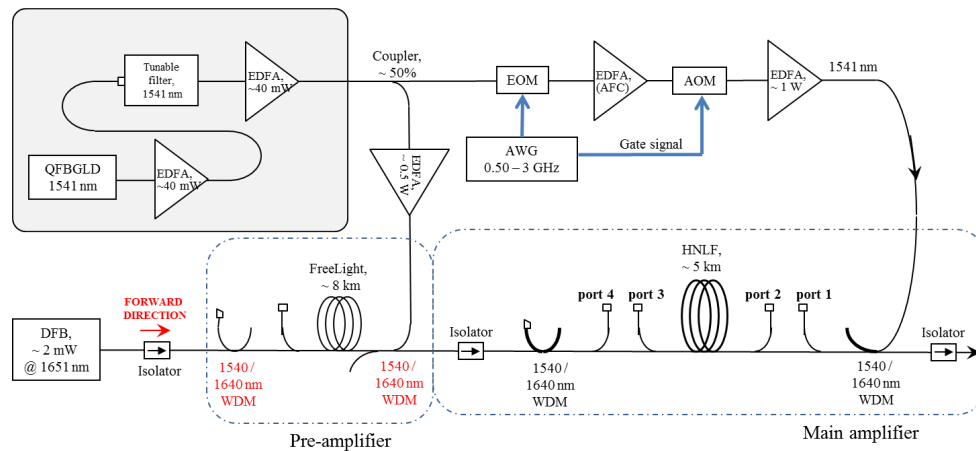 Tunable
filter,
1541 nm
EDFA,
~40 mW
QFBGLD
1541 nm
EDFA,
~40 mW
Coupler,
~ 50%
EOM
EDFA,
(AFC)
AOM
EDFA,
~ 1 W
1541 nm
AWG
0.50 – 3 GHz
Gate signal
EDFA,
~ 0.5 W
FreeLight,
~ 8 km
HNLF,
~ 5 km
FORWARD
DIRECTION
port 4
port 3
port 2
port 1
DFB,
~ 2 mW
@ 1651 nm
Isolator
Isolator
Isolator
1540 /
1640 nm
WDM
1540 /
1640 nm
WDM
1540 /
1640 nm
WDM
1540 /
1640 nm
WDM
Pre-amplifier
Main amplifier